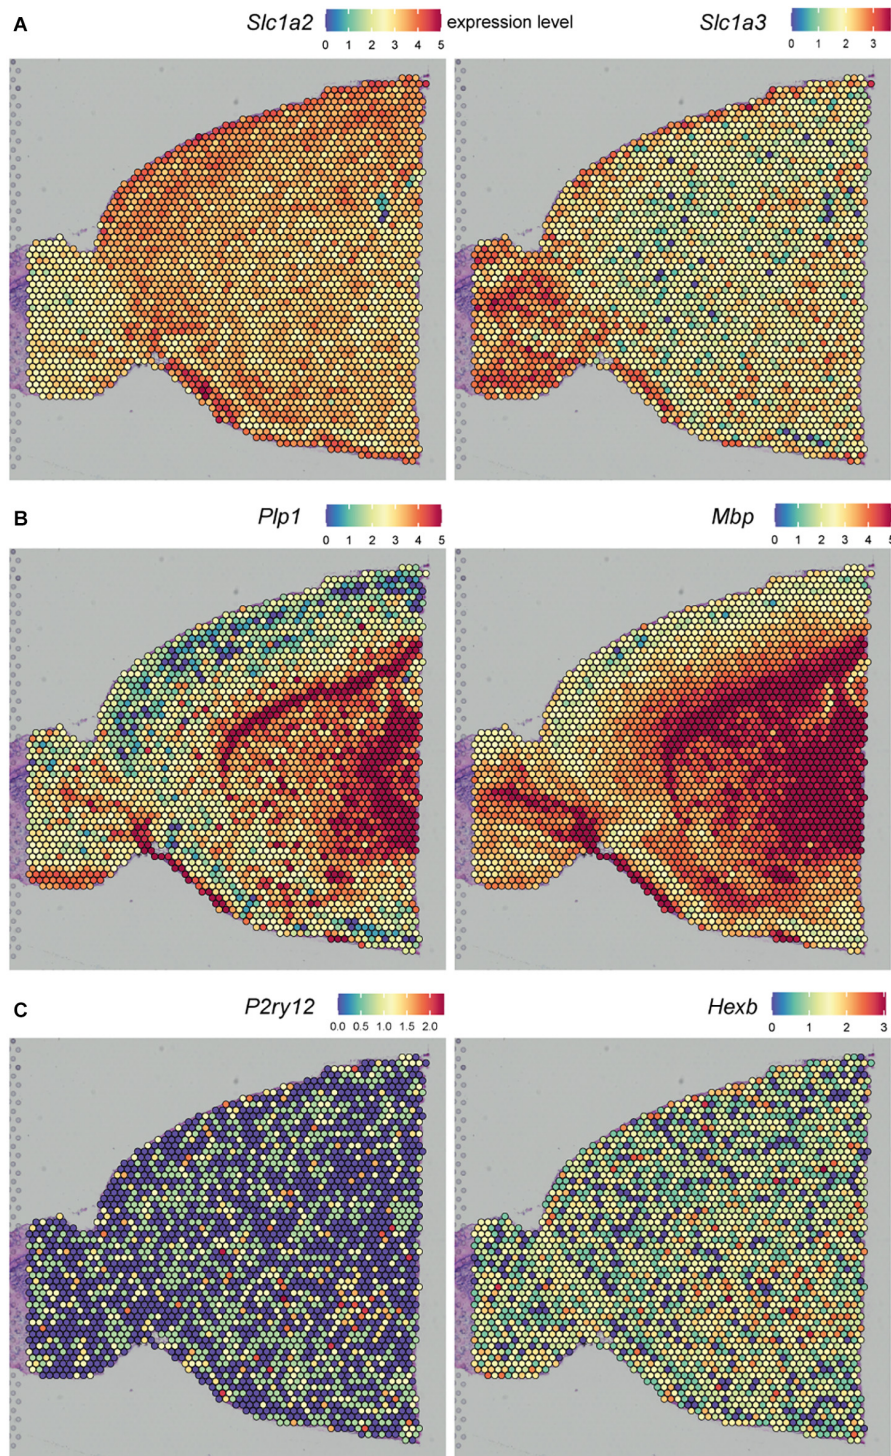 A Slc1a2 expression level Slc1a3
0 1 2 3 4 5 0 1 2 3
B Plp1 Mbp
0 1 2 3 4 5 0 1 2 3 4 5
C P2ry12 Hexb
0.0 0.5 1.0 1.5 2.0 0 1 2 3